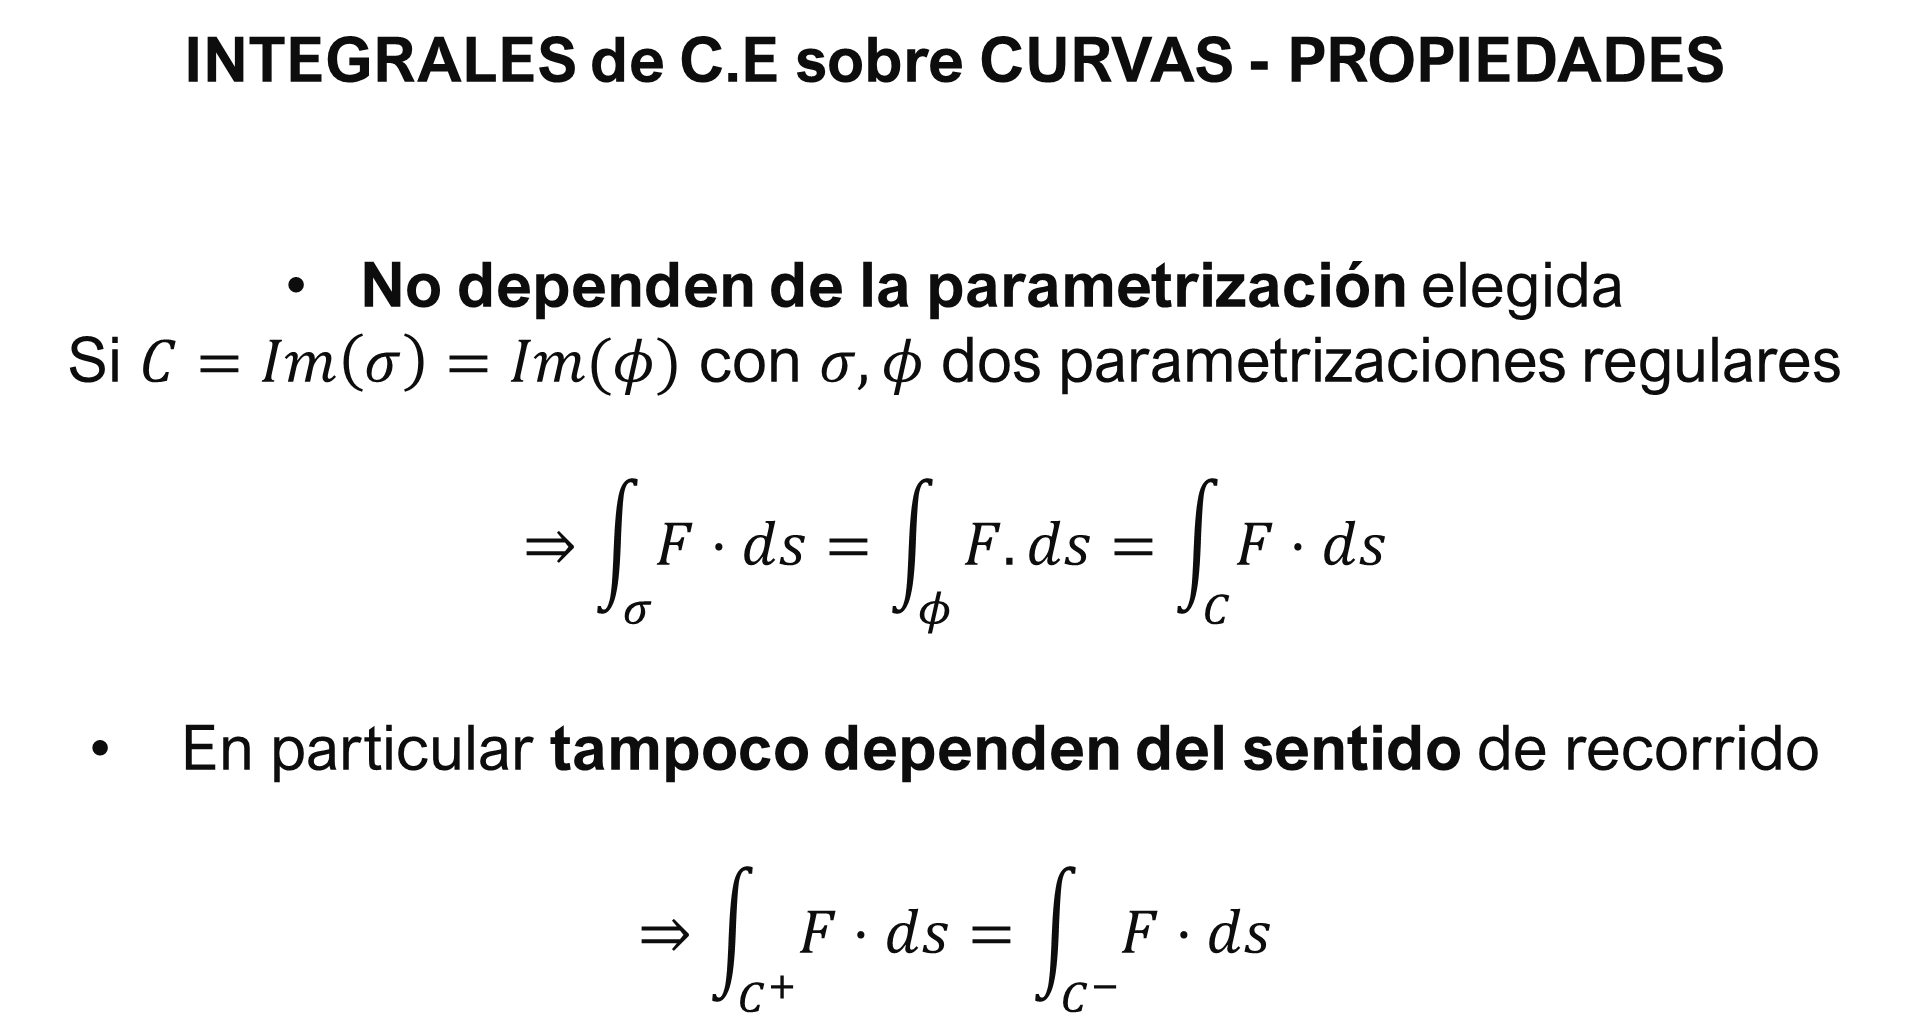 INTEGRALES de C.E sobre CURVAS - PROPIEDADES
• No dependen de la parametrización elegida
Si C = Im(σ) = Im(ϕ) con σ, ϕ dos parametrizaciones regulares
⇒ ∫_σ F · ds = ∫_ϕ F. ds = ∫_C F · ds
• En particular tampoco dependen del sentido de recorrido
⇒ ∫_{C⁺} F · ds = ∫_{C⁻} F · ds